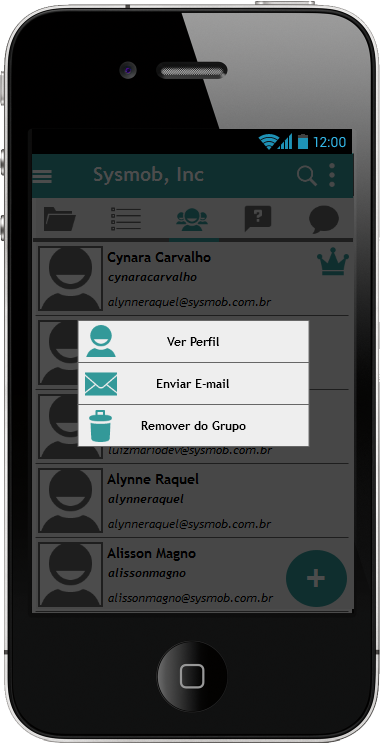 12:00
Sysmob, Inc
?
Cynara Carvalho
cynaracarvalho
alynneraquel@sysmob.com.br
Ver Perfil
Enviar E-mail
Remover do Grupo
luizmariodev@sysmob.com.br
Alynne Raquel
alynneraquel
alynneraquel@sysmob.com.br
Alisson Magno
alissonmagno
alissonmagno@sysmob.com.br
+